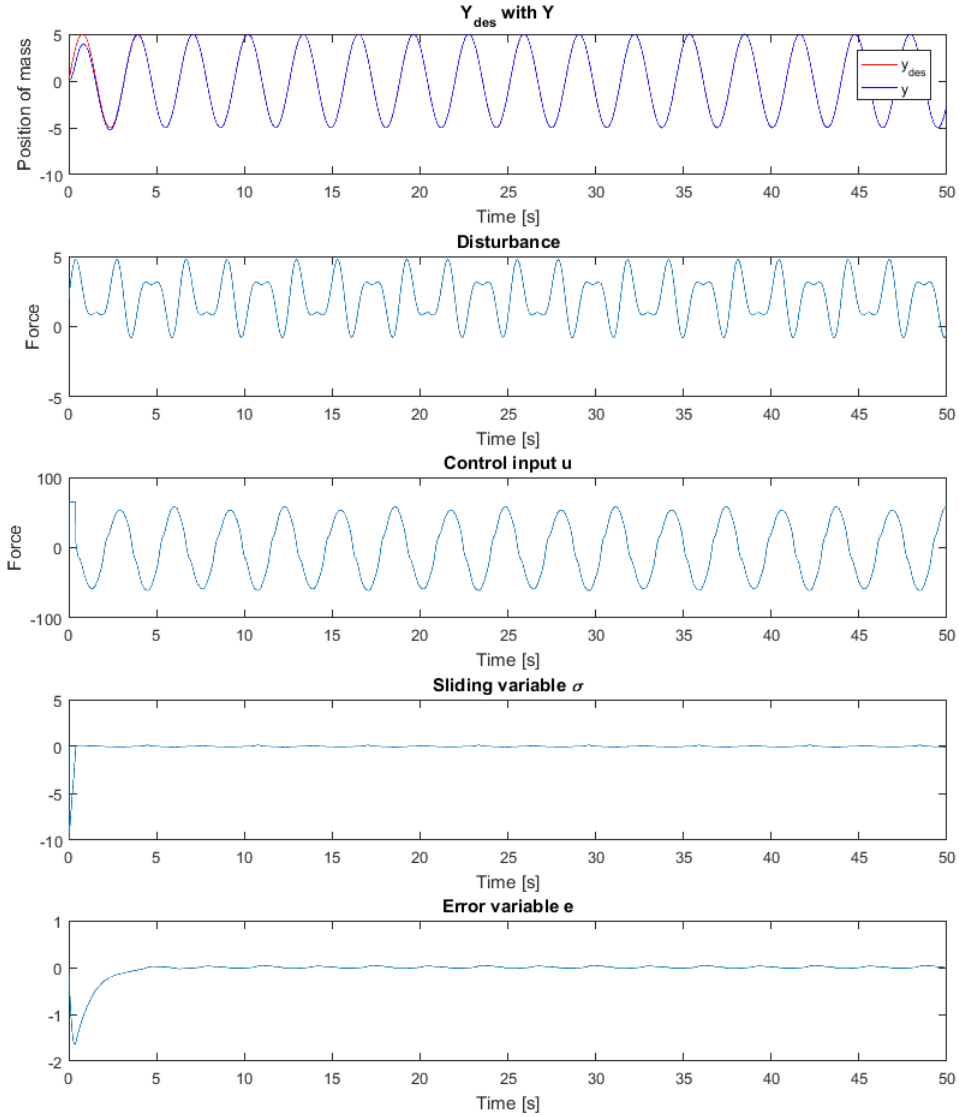 Y_des with Y
Position of mass
5
0
-5
-10
y_des
y
0 5 10 15 20 25 30 35 40 45 50
Time [s]
Disturbance
Force
5
0
5
0 5 10 15 20 25 30 35 40 45 50
Time [s]
Control input u
Force
100
0
-100
0 5 10 15 20 25 30 35 40 45 50
Time [s]
Sliding variable σ
5
0
-5
-10
0 5 10 15 20 25 30 35 40 45 50
Time [s]
Error variable e
1
0
-1
-2
0 5 10 15 20 25 30 35 40 45 50
Time [s]